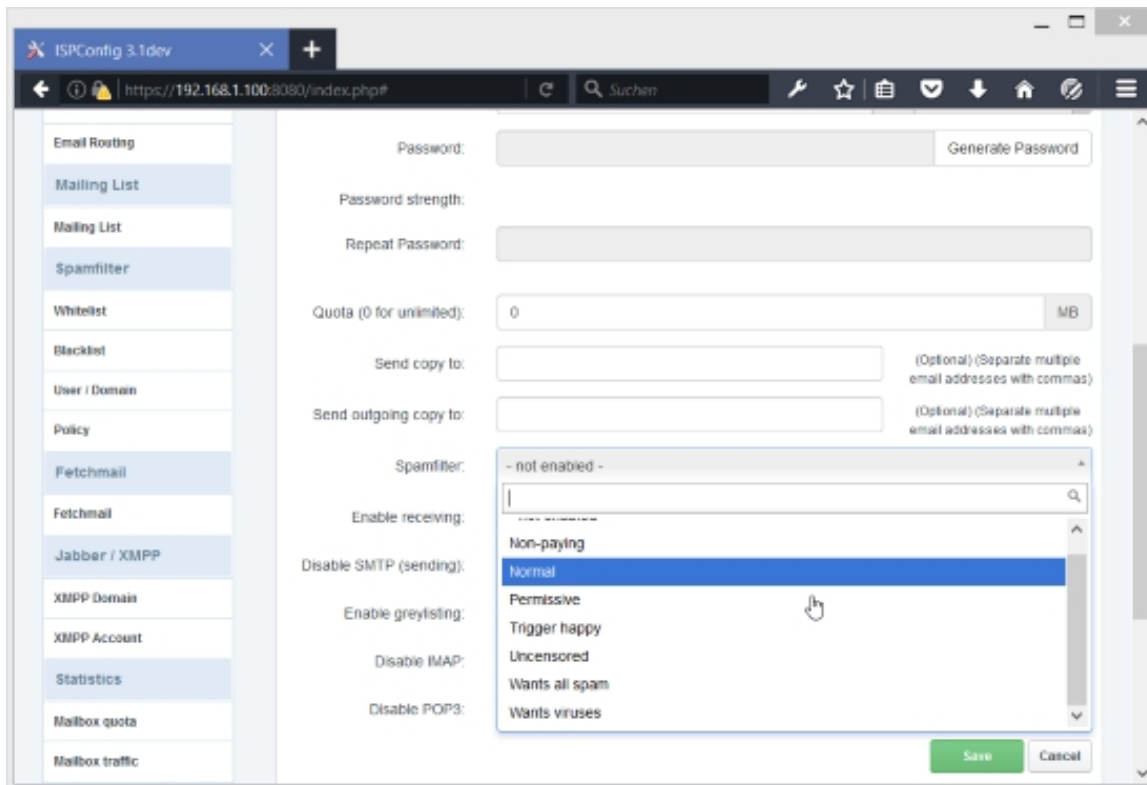 ISPConfig 3.1dev
https://192.168.1.100:8080/index.php#
Suchen
Email Routing
Mailing List
Mailing List
Spamfilter
Whitelist
Blacklist
User / Domain
Policy
Fetchmail
Fetchmail
Jabber / XMPP
XMPP Domain
XMPP Account
Statistics
Mailbox quota
Mailbox traffic
Password:
Generate Password
Password strength:
Repeat Password:
Quota (0 for unlimited):
0
MB
Send copy to:
(Optional) (Separate multiple
email addresses with commas)
Send outgoing copy to:
(Optional) (Separate multiple
email addresses with commas)
Spamfilter:
- not enabled -
Enable receiving:
Disable SMTP (sending):
Enable greylisting:
Disable IMAP:
Disable POP3:
Non-paying
Normal
Permissive
Trigger happy
Uncensored
Wants all spam
Wants viruses
Save
Cancel